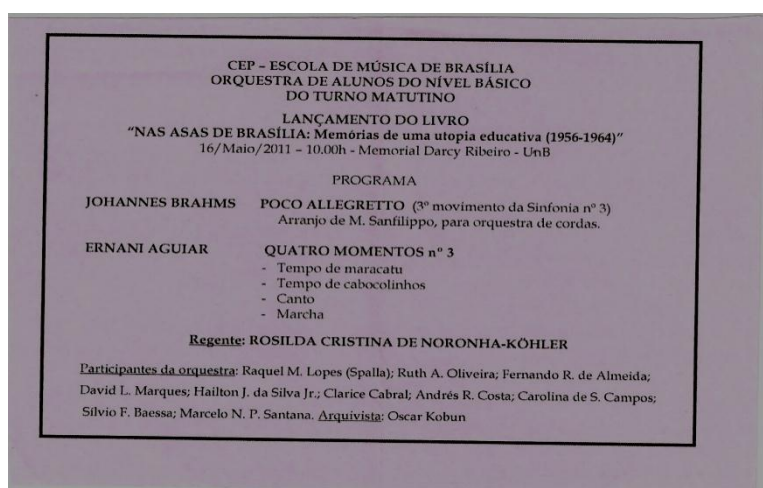 CEP – ESCOLA DE MÚSICA DE BRASÍLIA
ORQUESTRA DE ALUNOS DO NÍVEL BÁSICO
DO TURNO MATUTINO
LANÇAMENTO DO LIVRO
“NAS ASAS DE BRASÍLIA: Memórias de uma utopia educativa (1956-1964)”
16/Maio/2011 – 10.00h - Memorial Darcy Ribeiro - UnB
PROGRAMA
JOHANNES BRAHMS POCO ALLEGRETTO (3º movimento da Sinfonia nº 3)
Arranjo de M. Sanfilippo, para orquestra de cordas.
ERNANI AGUIAR QUATRO MOMENTOS nº 3
- Tempo de maracatu
- Tempo de cabocolinhos
- Canto
- Marcha
Regente: ROSILDA CRISTINA DE NORONHA-KÖHLER
Participantes da orquestra: Raquel M. Lopes (Spalla); Ruth A. Oliveira; Fernando R. de Almeida;
David L. Marques; Hailton J. da Silva Jr.; Clarice Cabral; Andrés R. Costa; Carolina de S. Campos;
Sílvio F. Baessa; Marcelo N. P. Santana. Arquivista: Oscar Kobun